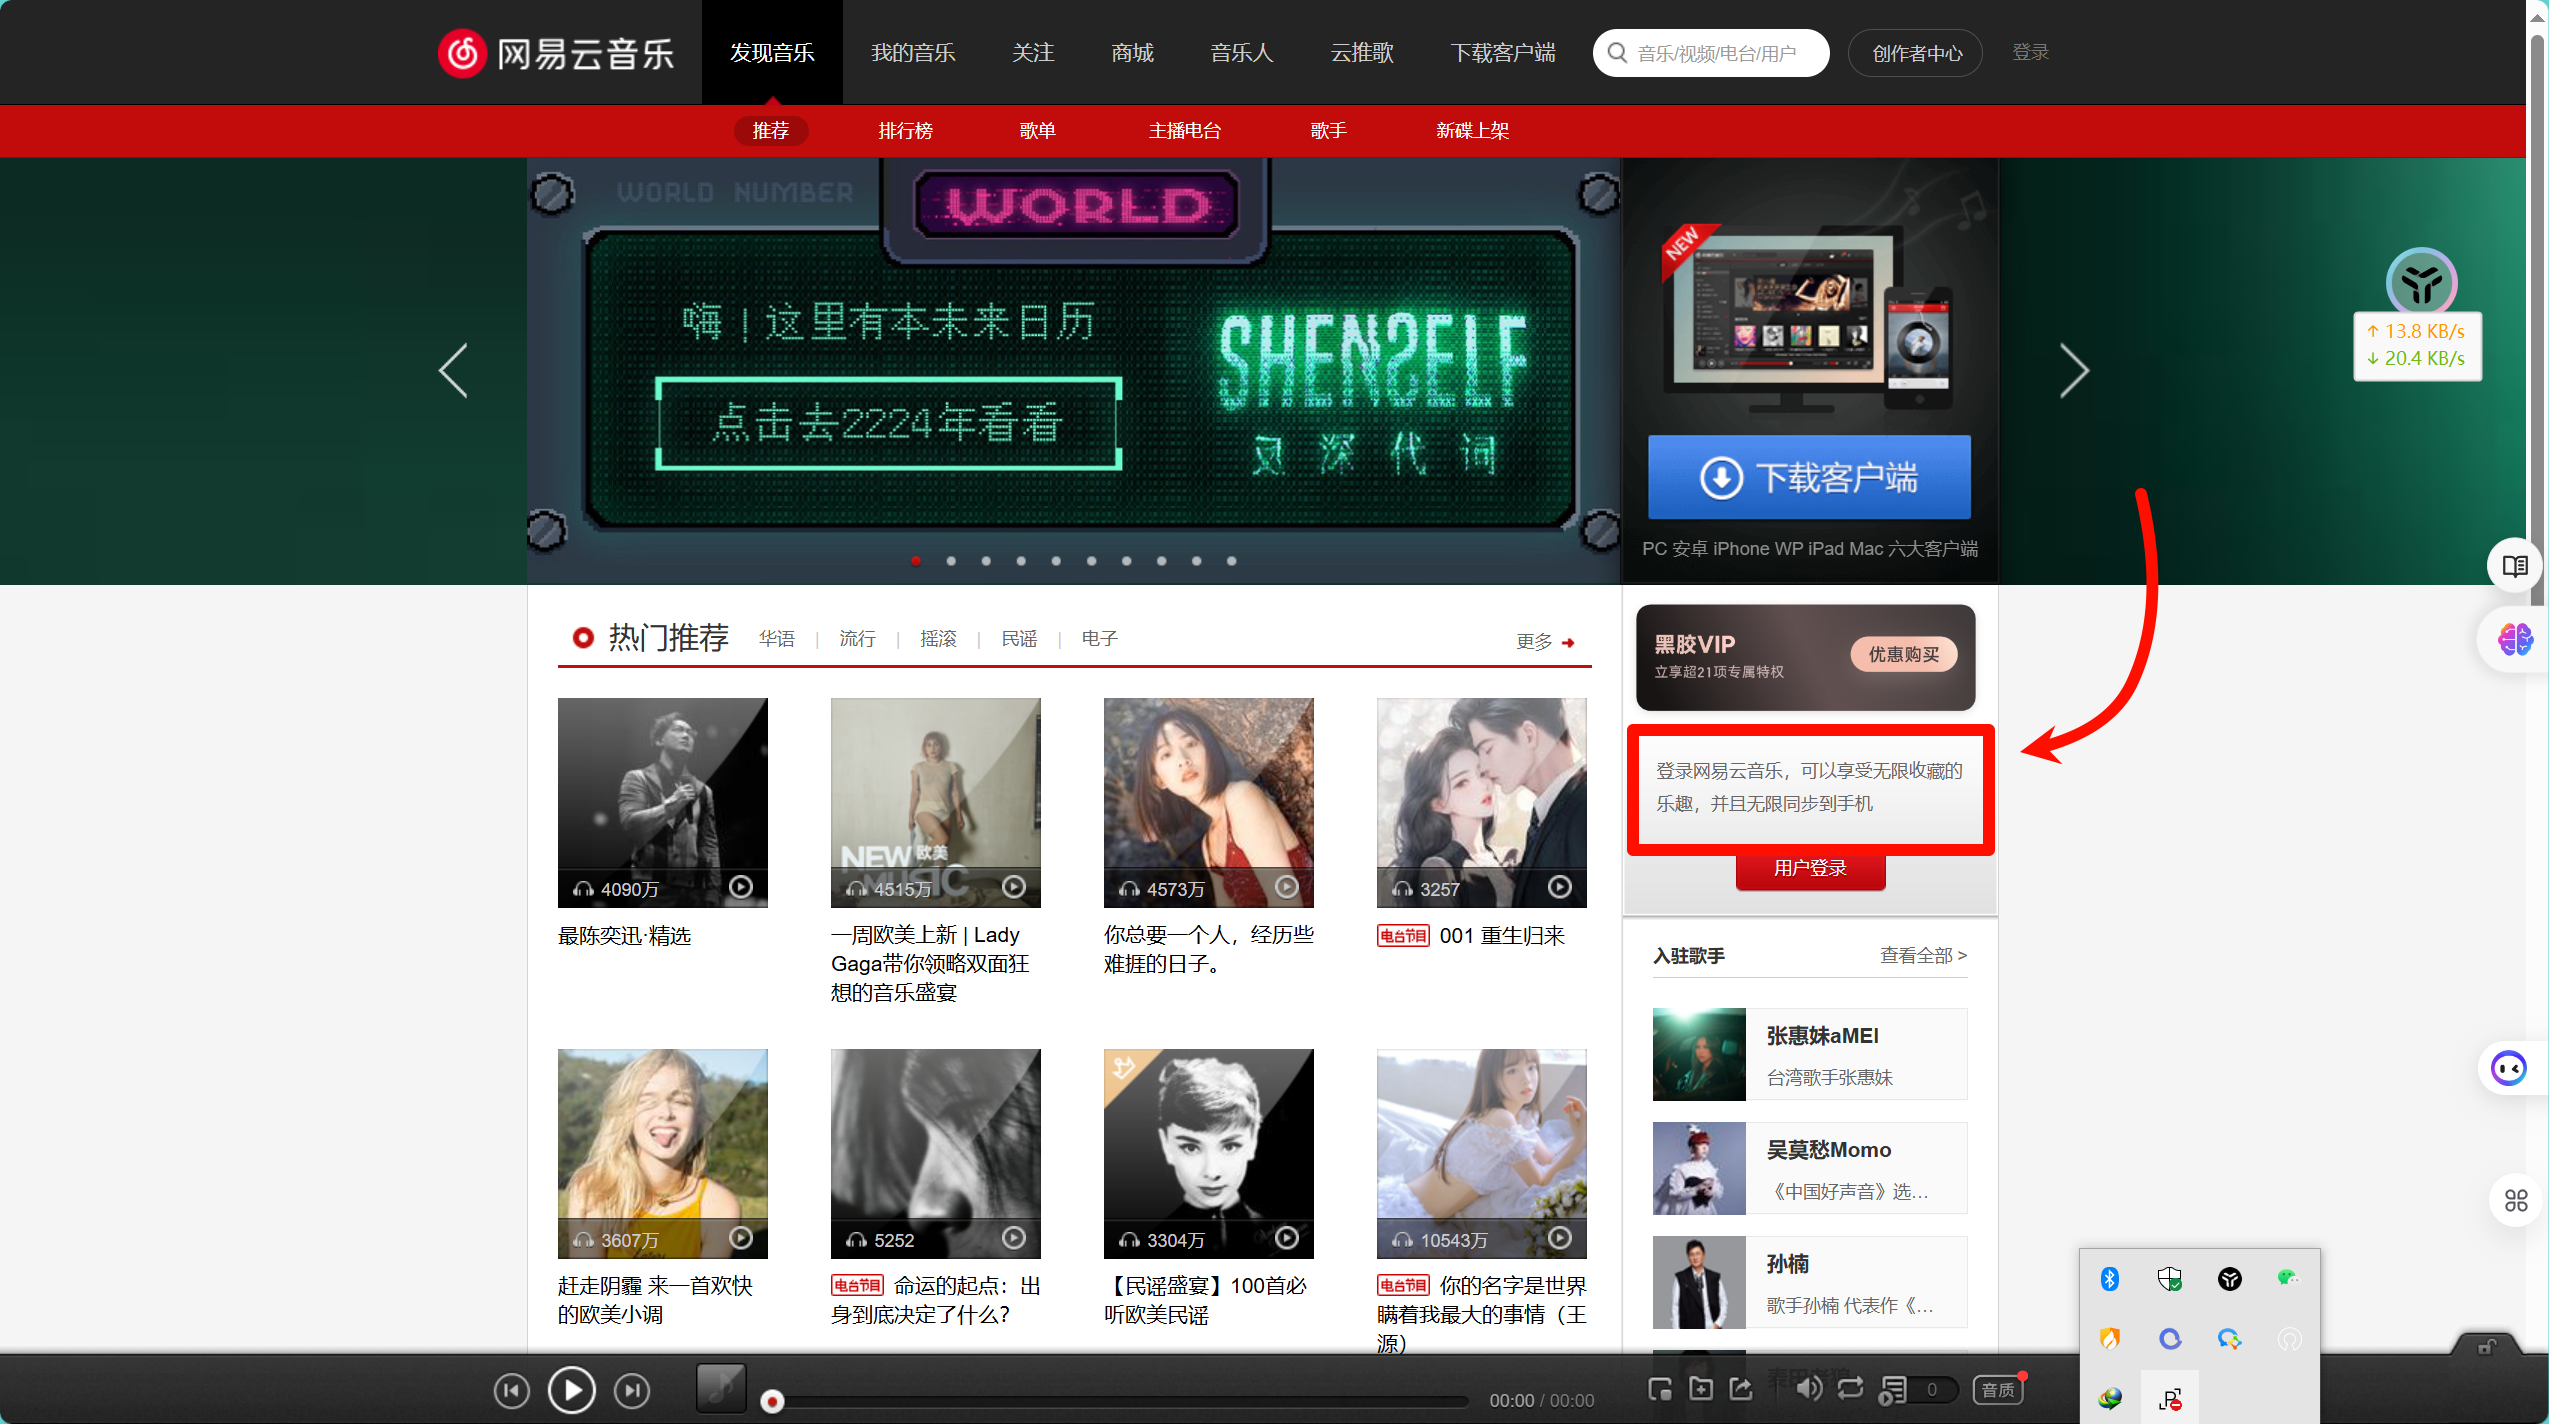 网易云音乐
发现音乐
我的音乐
关注
商城
音乐人
云推歌
下载客户端
音乐/视频/电台/用户
创作者中心
登录
推荐
排行榜
歌单
主播电台
歌手
新碟上架
WORLD NUMBER
WORLD
嗨｜这里有本未来日历
点击去2224年看看
SHENSELF
叉深代词
NEW
下载客户端
PC 安卓 iPhone WP iPad Mac 六大客户端
↑ 13.8 KB/s
↓ 20.4 KB/s
热门推荐
华语 | 流行 | 摇滚 | 民谣 | 电子
更多
4090万
最陈奕迅·精选
NEW 欧美
MUSIC
4515万
一周欧美上新 | Lady
Gaga带你领略双面狂
想的音乐盛宴
4573万
你总要一个人，经历些
难捱的日子。
3257
电台节目 001 重生归来
3607万
赶走阴霾 来一首欢快
的欧美小调
5252
电台节目 命运的起点：出
身到底决定了什么？
3304万
【民谣盛宴】100首必
听欧美民谣
10543万
电台节目 你的名字是世界
瞒着我最大的事情（王
源）
黑胶VIP
立享超21项专属特权
优惠购买
登录网易云音乐，可以享受无限收藏的
乐趣，并且无限同步到手机
用户登录
入驻歌手
查看全部 >
张惠妹aMEI
台湾歌手张惠妹
吴莫愁Momo
《中国好声音》选...
孙楠
歌手孙楠 代表作《...
00:00 / 00:00
0
音质